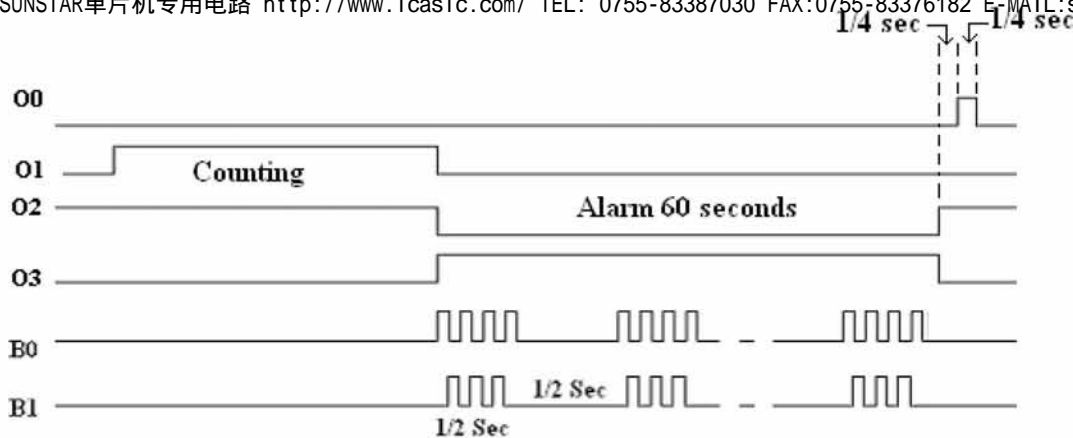 SUNSTAR单片机专用电路 http://www.icasic.com/ TEL: 0755-83387030 FAX:0755-83376182 E-MAIL:s
1/4 sec 1/4 sec
O0
O1 Counting
O2 Alarm 60 seconds
O3
B0
B1 1/2 Sec
1/2 Sec